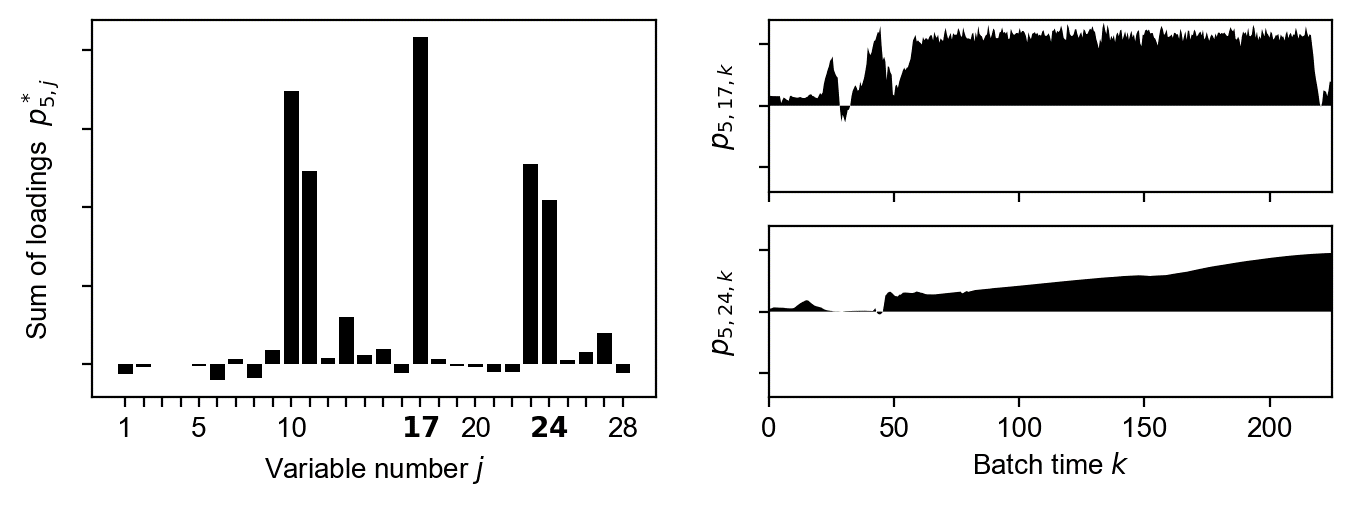 Sum of loadings p*5, j
1 5 10 17 20 24 28
Variable number j
p5, 17, k
p5, 24, k
0 50 100 150 200
Batch time k